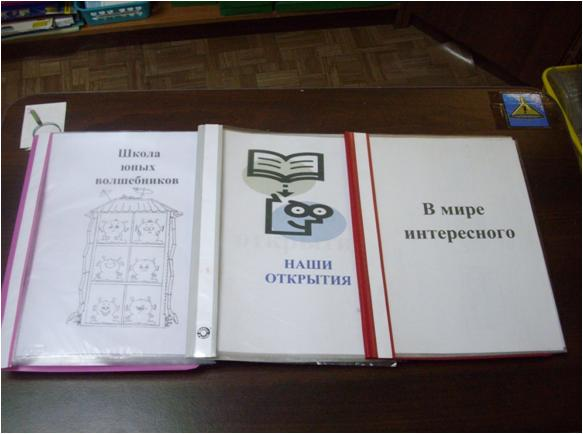 Школа
юных
волшебников
НАШИ
ОТКРЫТИЯ
В мире
интересного